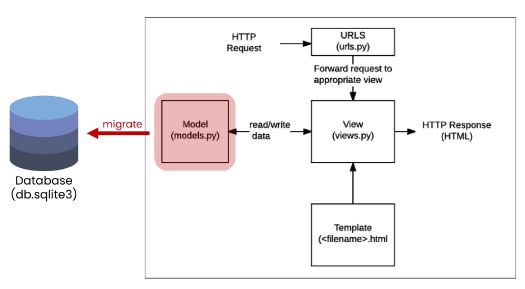 HTTP
Request
URLS
(urls.py)
Forward request to
appropriate view
migrate
Model
(models.py)
read/write
data
View
(views.py)
HTTP Response
(HTML)
Database
(db.sqlite3)
Template
(<filename>.html